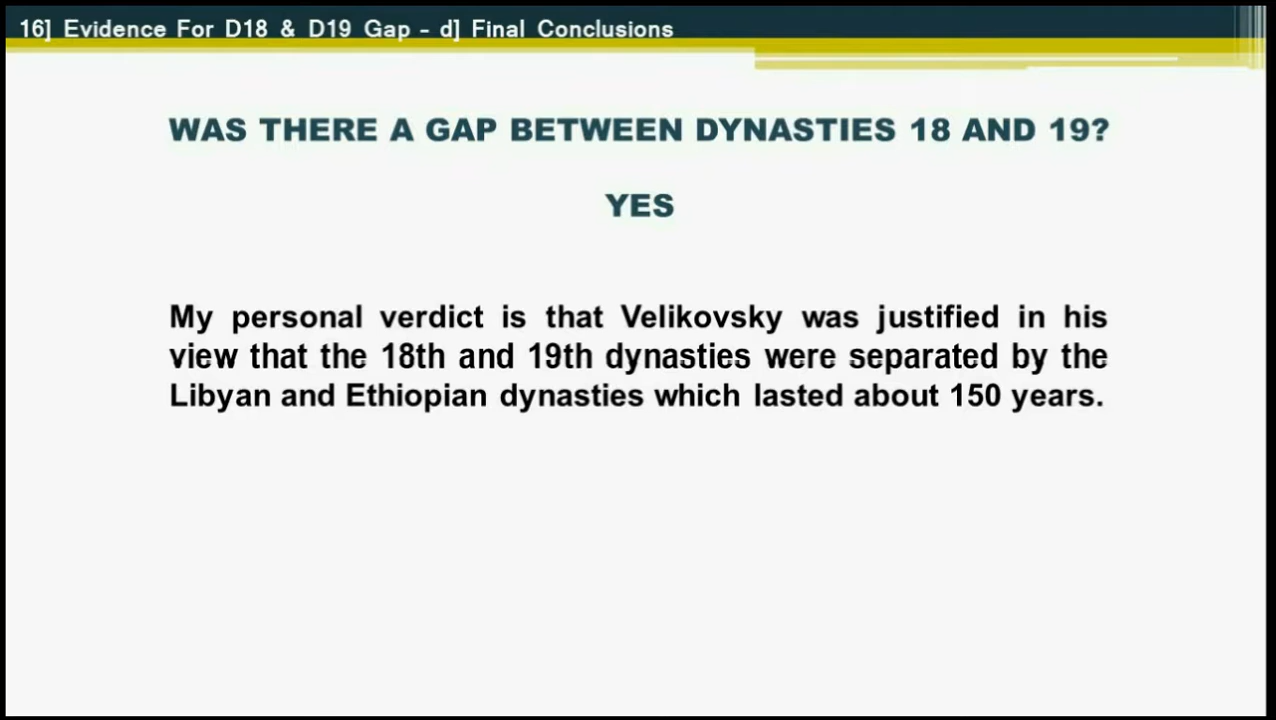 16] Evidence For D18 & D19 Gap - d] Final Conclusions
WAS THERE A GAP BETWEEN DYNASTIES 18 AND 19?
YES
My personal verdict is that Velikovsky was justified in his
view that the 18th and 19th dynasties were separated by the
Libyan and Ethiopian dynasties which lasted about 150 years.